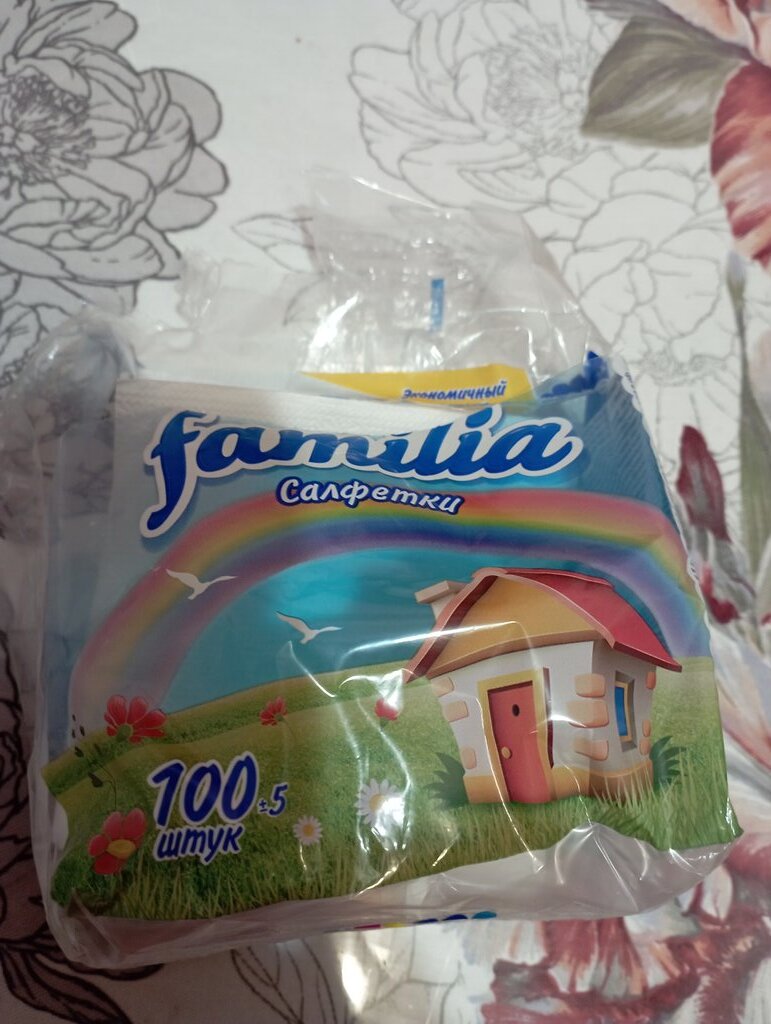 Экономичный
familia
Салфетки
100±5
штук